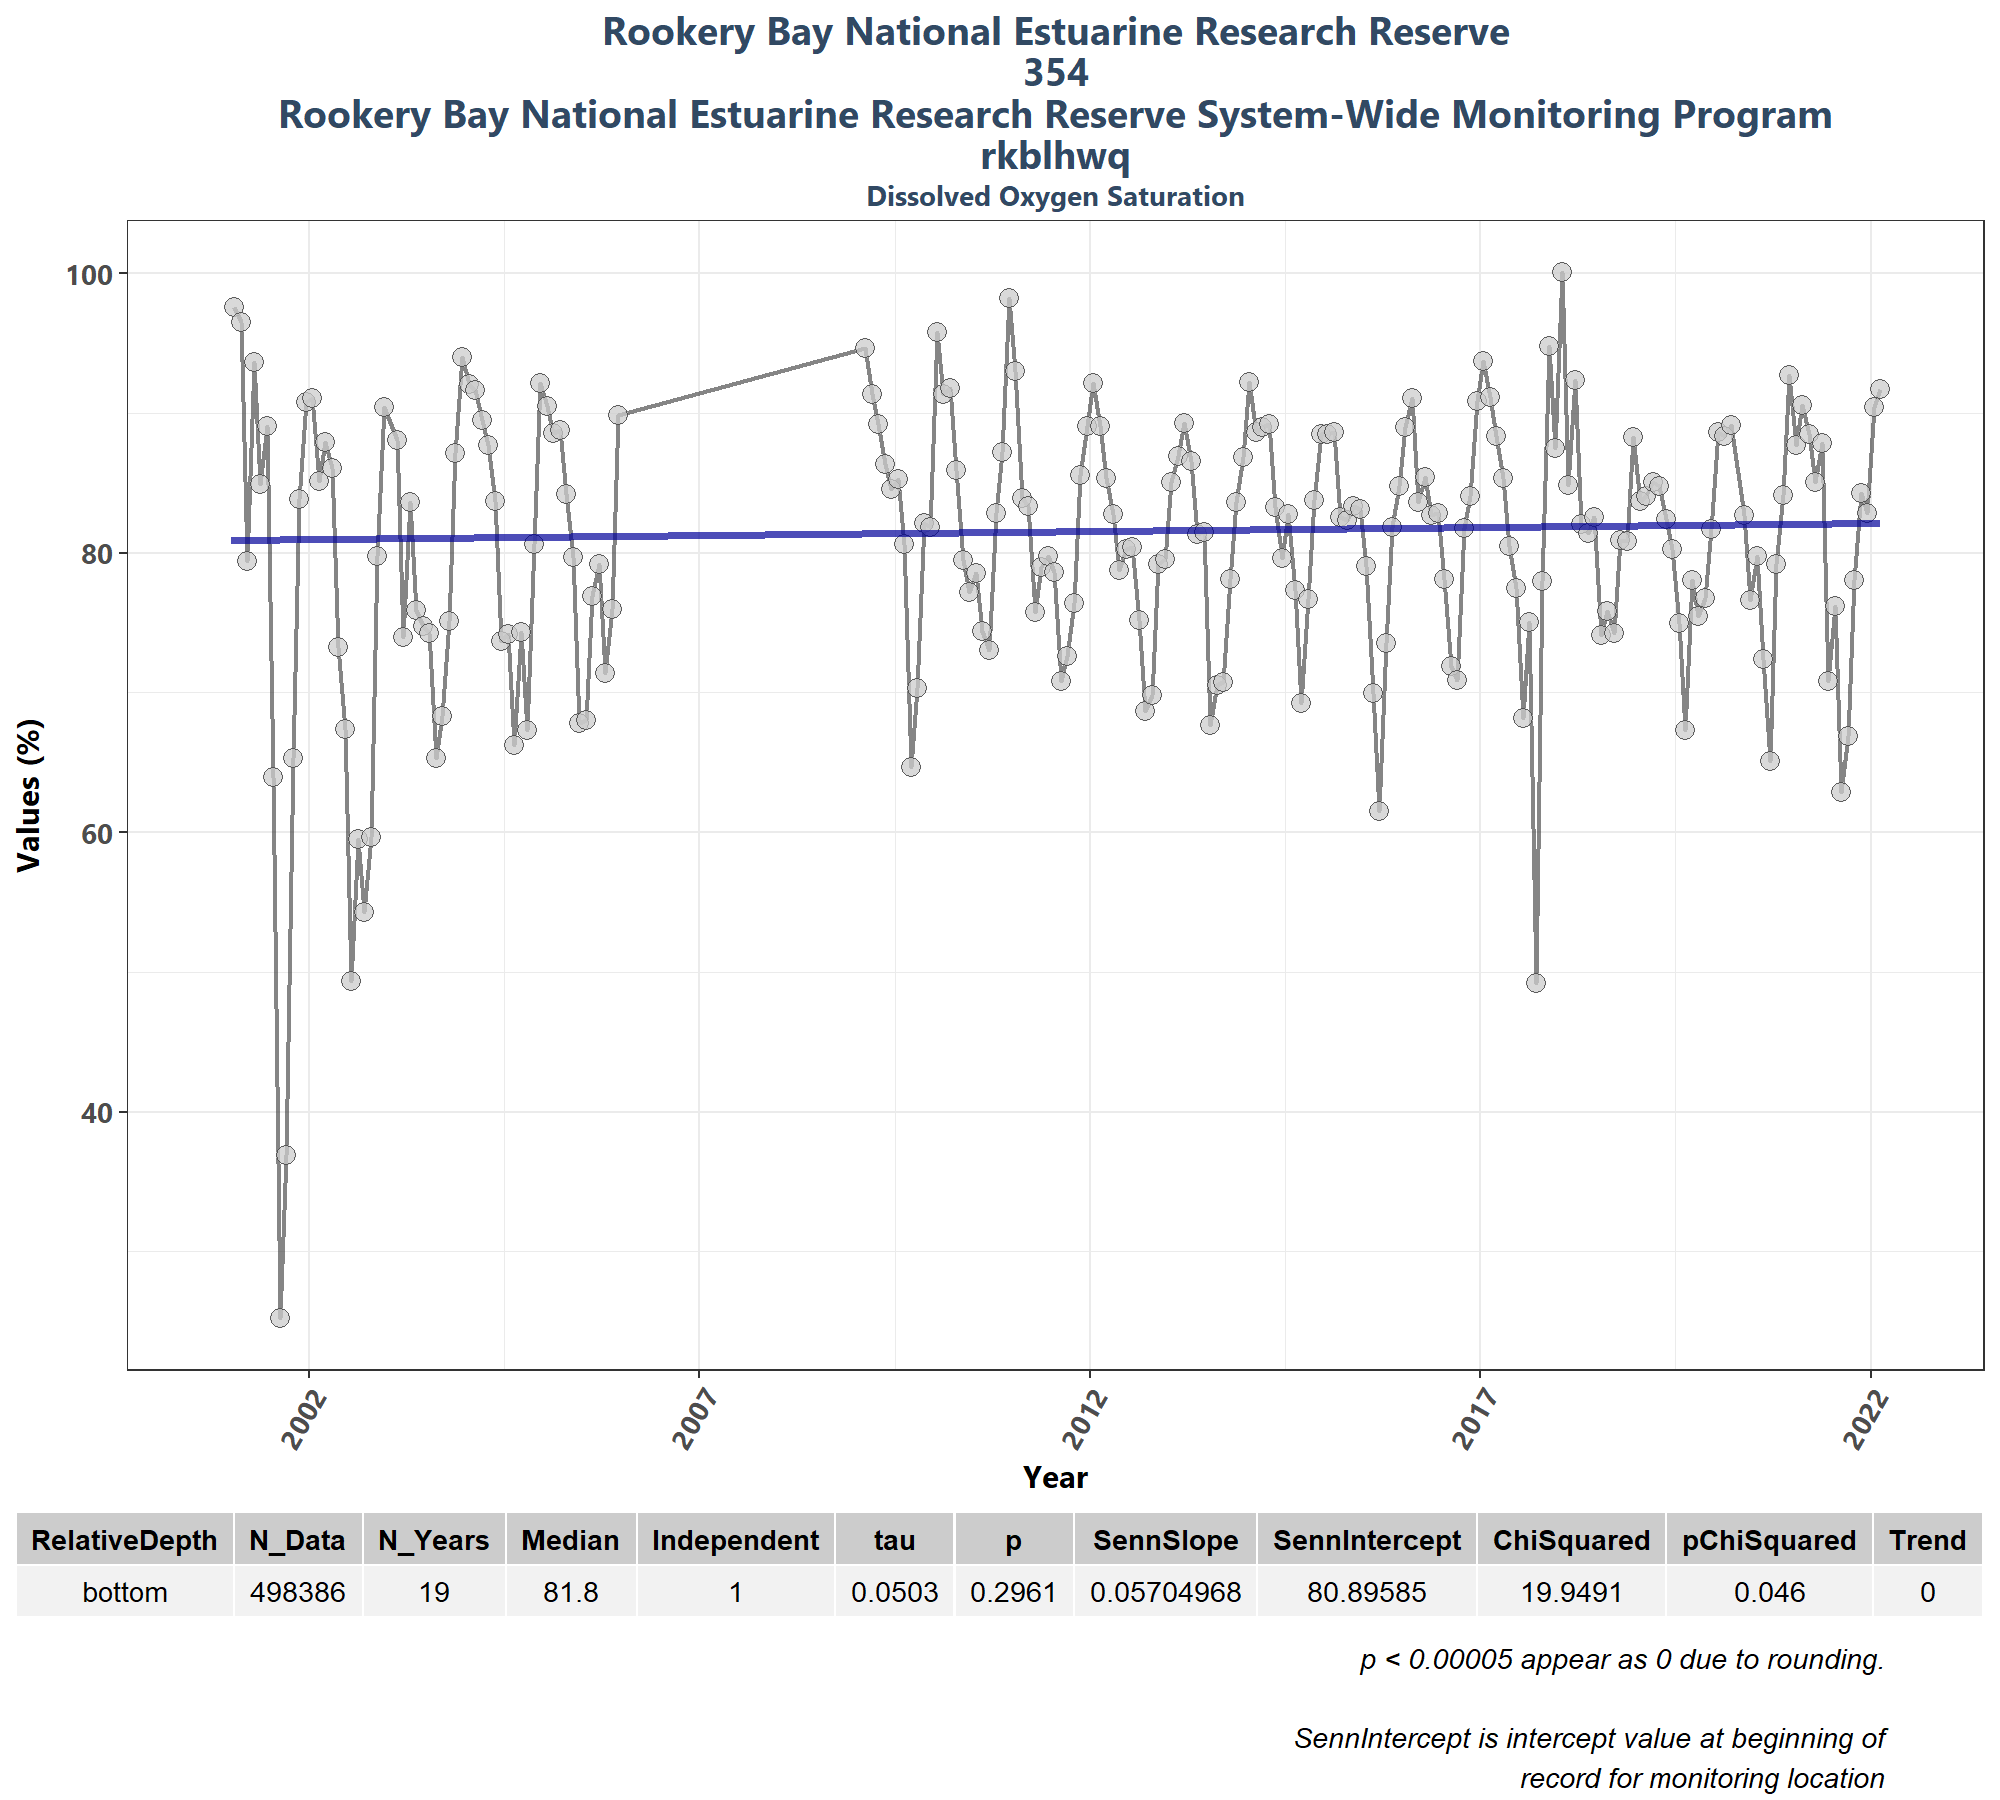 Rookery Bay National Estuarine Research Reserve
354
Rookery Bay National Estuarine Research Reserve System-Wide Monitoring Program
rkblhwq
Dissolved Oxygen Saturation
100
80
60
40
Values (%)
2002 2007 2012 2017 2022
Year
RelativeDepth N_Data N_Years Median Independent tau p SennSlope SennIntercept ChiSquared pChiSquared Trend
bottom 498386 19 81.8 1 0.0503 0.2961 0.05704968 80.89585 19.9491 0.046 0
p < 0.00005 appear as 0 due to rounding.
SennIntercept is intercept value at beginning of
record for monitoring location